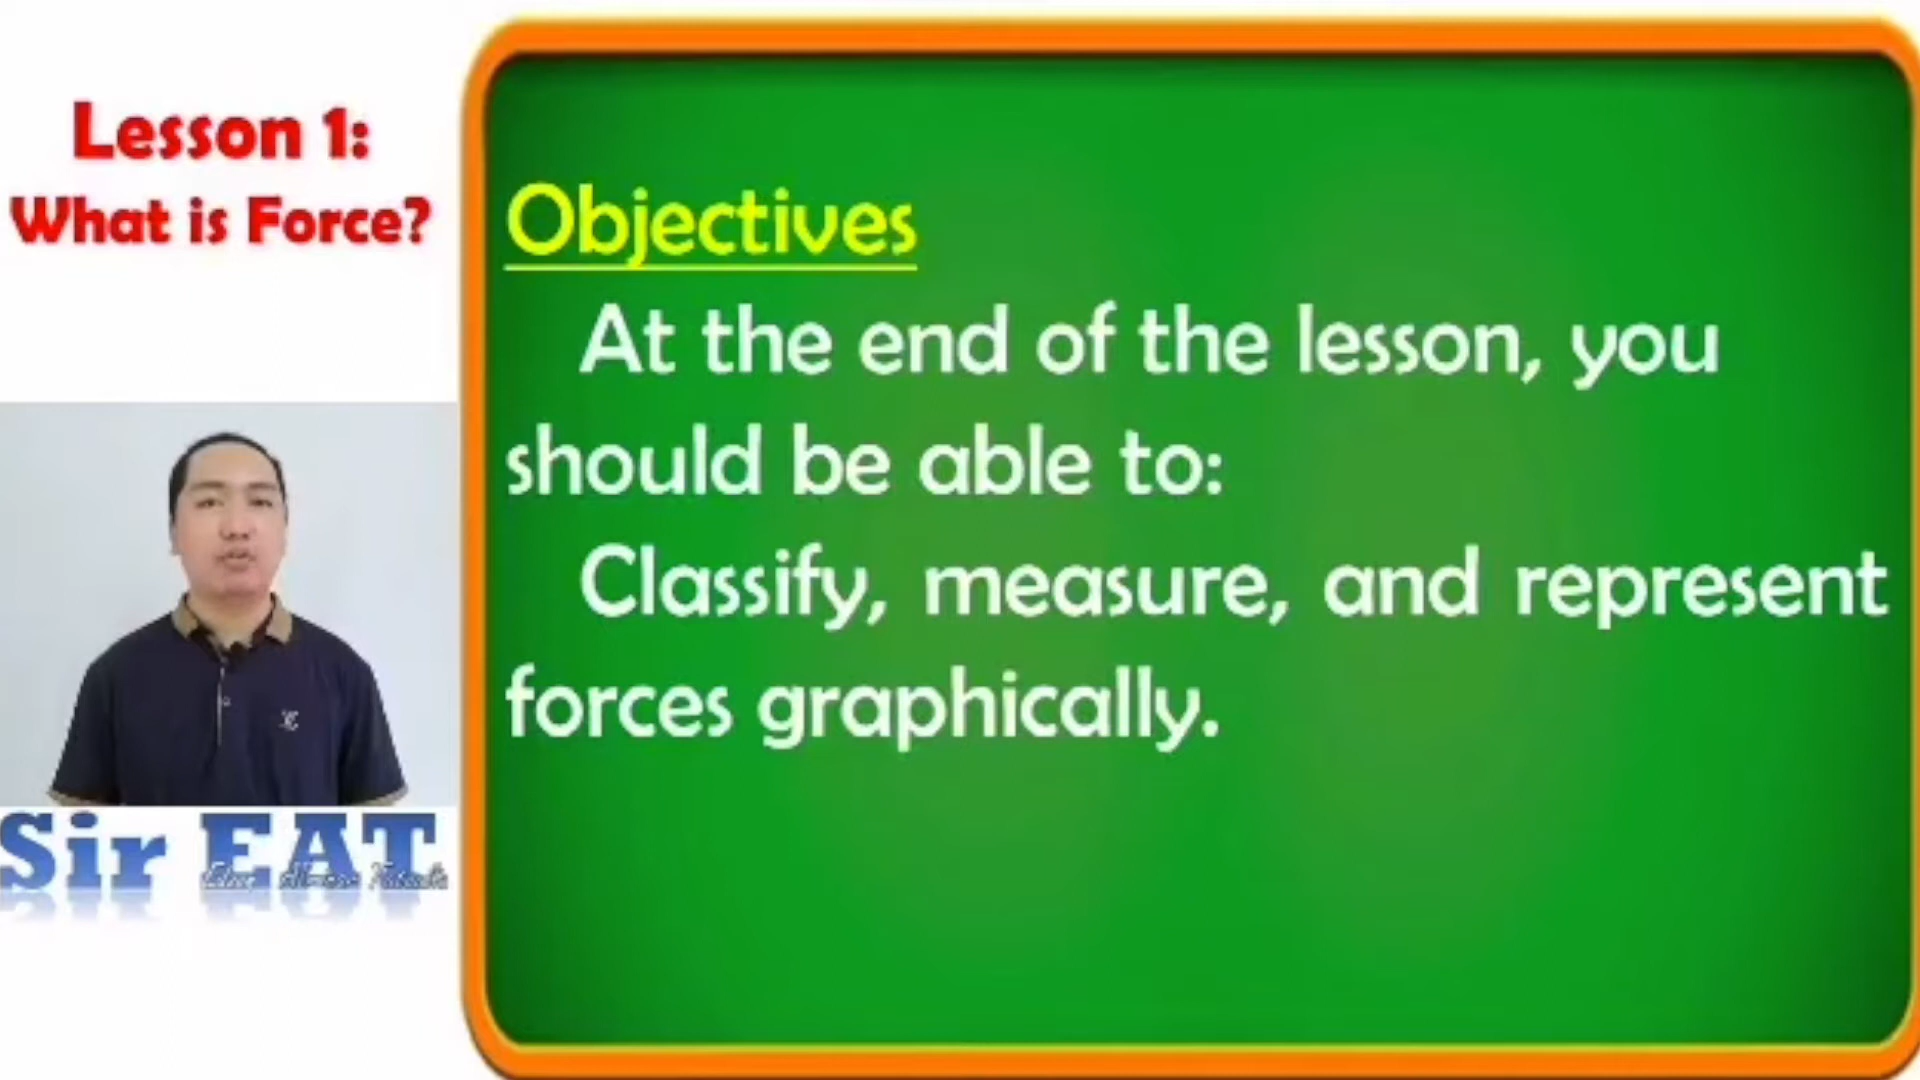 Lesson 1:
What is Force?
Objectives
At the end of the lesson, you
should be able to:
Classify, measure, and represent
forces graphically.
Sir EAT